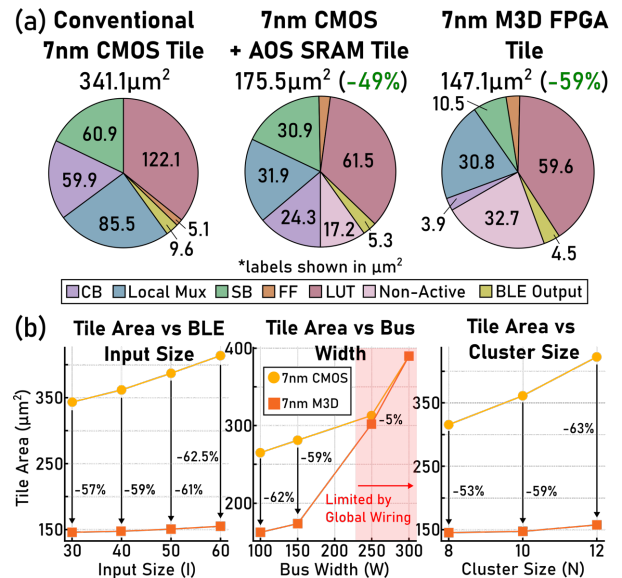 (a) Conventional
7nm CMOS Tile
341.1μm²
7nm CMOS
+ AOS SRAM Tile
175.5μm² (-49%)
7nm M3D FPGA
Tile
147.1μm² (-59%)
60.9
122.1
59.9
85.5
5.1
9.6
30.9
61.5
31.9
24.3
17.2
5.3
10.5
30.8
59.6
3.9
32.7
4.5
*labels shown in μm²
CB Local Mux SB FF LUT Non-Active BLE Output
(b) Tile Area vs BLE
Input Size
Tile Area (μm²)
350
250
150
-57%
-59%
-61%
-62.5%
30 40 50 60
Input Size (I)
Tile Area vs Bus
Width
400
300
200
7nm CMOS
7nm M3D
-62%
-59%
-5%
Limited by
Global Wiring
100 150 200 250 300
Bus Width (W)
Tile Area vs
Cluster Size
350
250
150
-53%
-59%
-63%
8 10 12
Cluster Size (N)